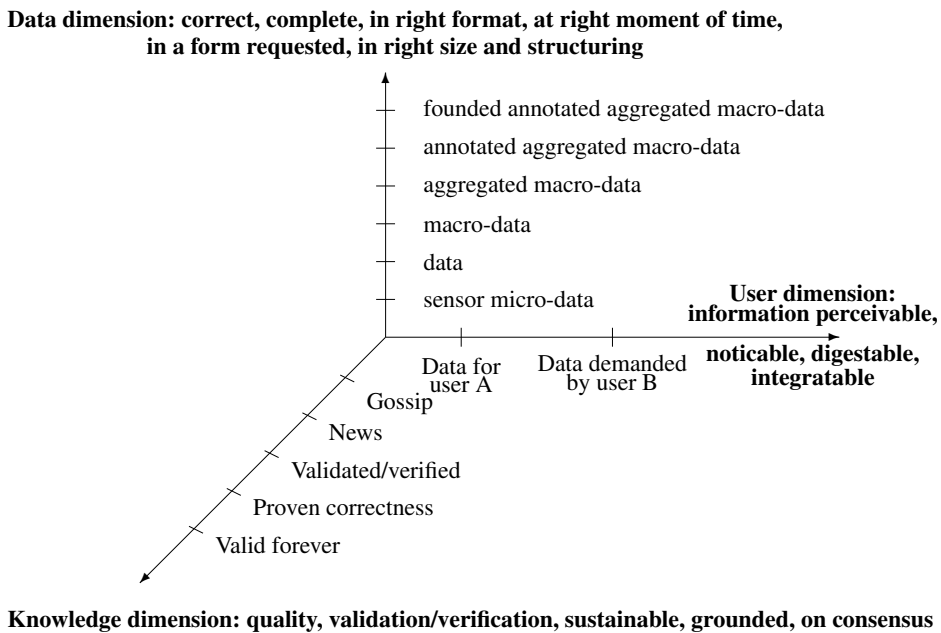 Data dimension: correct, complete, in right format, at right moment of time,
in a form requested, in right size and structuring
founded annotated aggregated macro-data
annotated aggregated macro-data
aggregated macro-data
macro-data
data
sensor micro-data
User dimension:
information perceivable,
noticable, digestable,
integratable
Data for
user A
Data demanded
by user B
Gossip
News
Validated/verified
Proven correctness
Valid forever
Knowledge dimension: quality, validation/verification, sustainable, grounded, on consensus